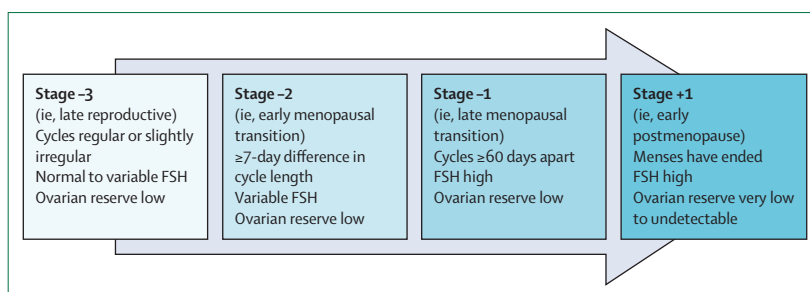 Stage –3
(ie, late reproductive)
Cycles regular or slightly
irregular
Normal to variable FSH
Ovarian reserve low
Stage –2
(ie, early menopausal
transition)
≥7-day difference in
cycle length
Variable FSH
Ovarian reserve low
Stage –1
(ie, late menopausal
transition)
Cycles ≥60 days apart
FSH high
Ovarian reserve low
Stage +1
(ie, early
postmenopause)
Menses have ended
FSH high
Ovarian reserve very low
to undetectable